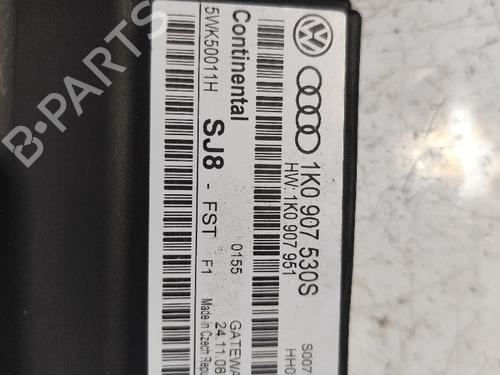 1K0 907 530S
HW: 1K0 907 951
Continental
5WK50011H
SJ8 - FST
0155
F1
GATEWA
24.11.08
Made in Czech Repu
S007
HH0
B-PARTS